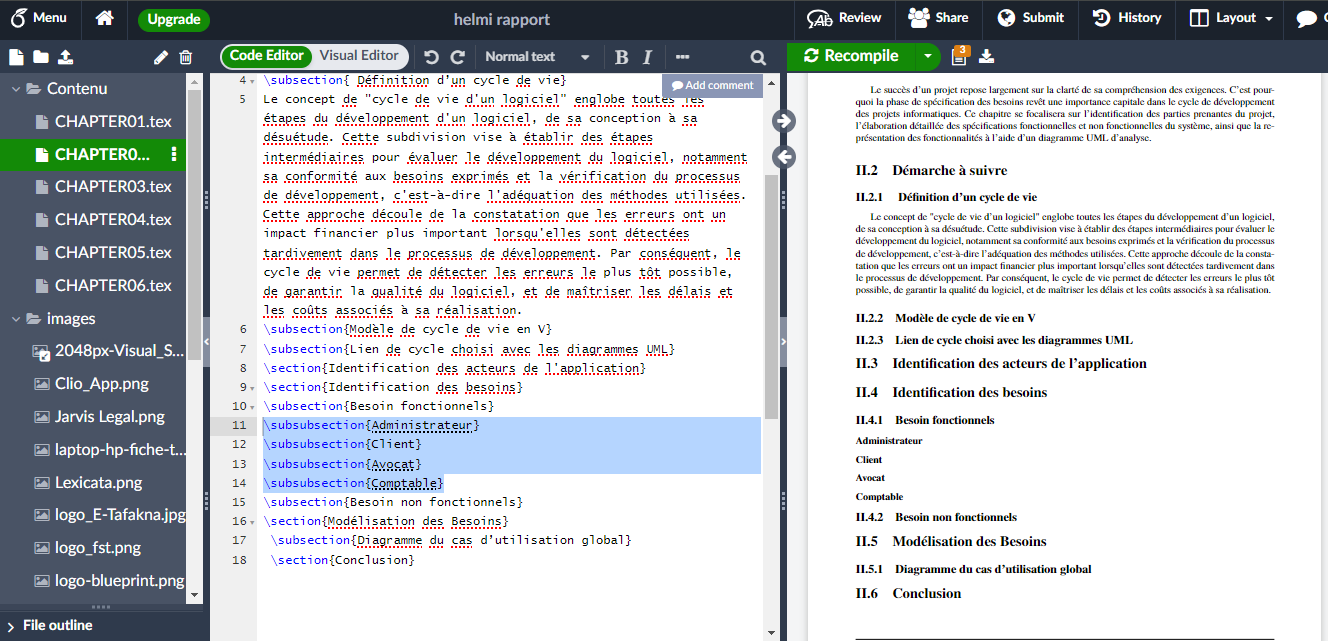 Menu
Upgrade
helmi rapport
Review
Share
Submit
History
Layout
Code Editor
Visual Editor
Normal text
B
I
Recompile
3
Contenu
CHAPTER01.tex
CHAPTER0...
CHAPTER03.tex
CHAPTER04.tex
CHAPTER05.tex
CHAPTER06.tex
images
2048px-Visual_S...
Clio_App.png
Jarvis Legal.png
laptop-hp-fiche-t...
Lexicata.png
logo_E-Tafakna.jpg
logo_fst.png
logo-blueprint.png
File outline
Add comment
4 \subsection{ Définition d'un cycle de vie}
5 Le concept de "cycle de vie d'un logiciel" englobe toutes les
étapes du développement d'un logiciel, de sa conception à sa
désuétude. Cette subdivision vise à établir des étapes
intermédiaires pour évaluer le développement du logiciel, notamment
sa conformité aux besoins exprimés et la vérification du processus
de développement, c'est-à-dire l'adéquation des méthodes utilisées.
Cette approche découle de la constatation que les erreurs ont un
impact financier plus important lorsqu'elles sont détectées
tardivement dans le processus de développement. Par conséquent, le
cycle de vie permet de détecter les erreurs le plus tôt possible,
de garantir la qualité du logiciel, et de maîtriser les délais et
les coûts associés à sa réalisation.
6 \subsection{Modèle de cycle de vie en V}
7 \subsection{Lien de cycle choisi avec les diagrammes UML}
8 \section{Identification des acteurs de l'application}
9 \section{Identification des besoins}
10 \subsection{Besoin fonctionnels}
11 \subsubsection{Administrateur}
12 \subsubsection{Client}
13 \subsubsection{Avocat}
14 \subsubsection{Comptable}
15 \subsection{Besoin non fonctionnels}
16 \section{Modélisation des Besoins}
17 \subsection{Diagramme du cas d'utilisation global}
18 \section{Conclusion}
Le succès d'un projet repose largement sur la clarté de sa compréhension des exigences. C'est pour-
quoi la phase de spécification des besoins revêt une importance capitale dans le cycle de développement
des projets informatiques. Ce chapitre se focalisera sur l'identification des parties prenantes du projet,
l'élaboration détaillée des spécifications fonctionnelles et non fonctionnelles du système, ainsi que la re-
présentation des fonctionnalités à l'aide d'un diagramme UML d'analyse.
II.2 Démarche à suivre
II.2.1 Définition d'un cycle de vie
Le concept de "cycle de vie d'un logiciel" englobe toutes les étapes du développement d'un logiciel,
de sa conception à sa désuétude. Cette subdivision vise à établir des étapes intermédiaires pour évaluer le
développement du logiciel, notamment sa conformité aux besoins exprimés et la vérification du processus
de développement, c'est-à-dire l'adéquation des méthodes utilisées. Cette approche découle de la consta-
tation que les erreurs ont un impact financier plus important lorsqu'elles sont détectées tardivement dans
le processus de développement. Par conséquent, le cycle de vie permet de détecter les erreurs le plus tôt
possible, de garantir la qualité du logiciel, et de maîtriser les délais et les coûts associés à sa réalisation.
II.2.2 Modèle de cycle de vie en V
II.2.3 Lien de cycle choisi avec les diagrammes UML
II.3 Identification des acteurs de l'application
II.4 Identification des besoins
II.4.1 Besoin fonctionnels
Administrateur
Client
Avocat
Comptable
II.4.2 Besoin non fonctionnels
II.5 Modélisation des Besoins
II.5.1 Diagramme du cas d'utilisation global
II.6 Conclusion